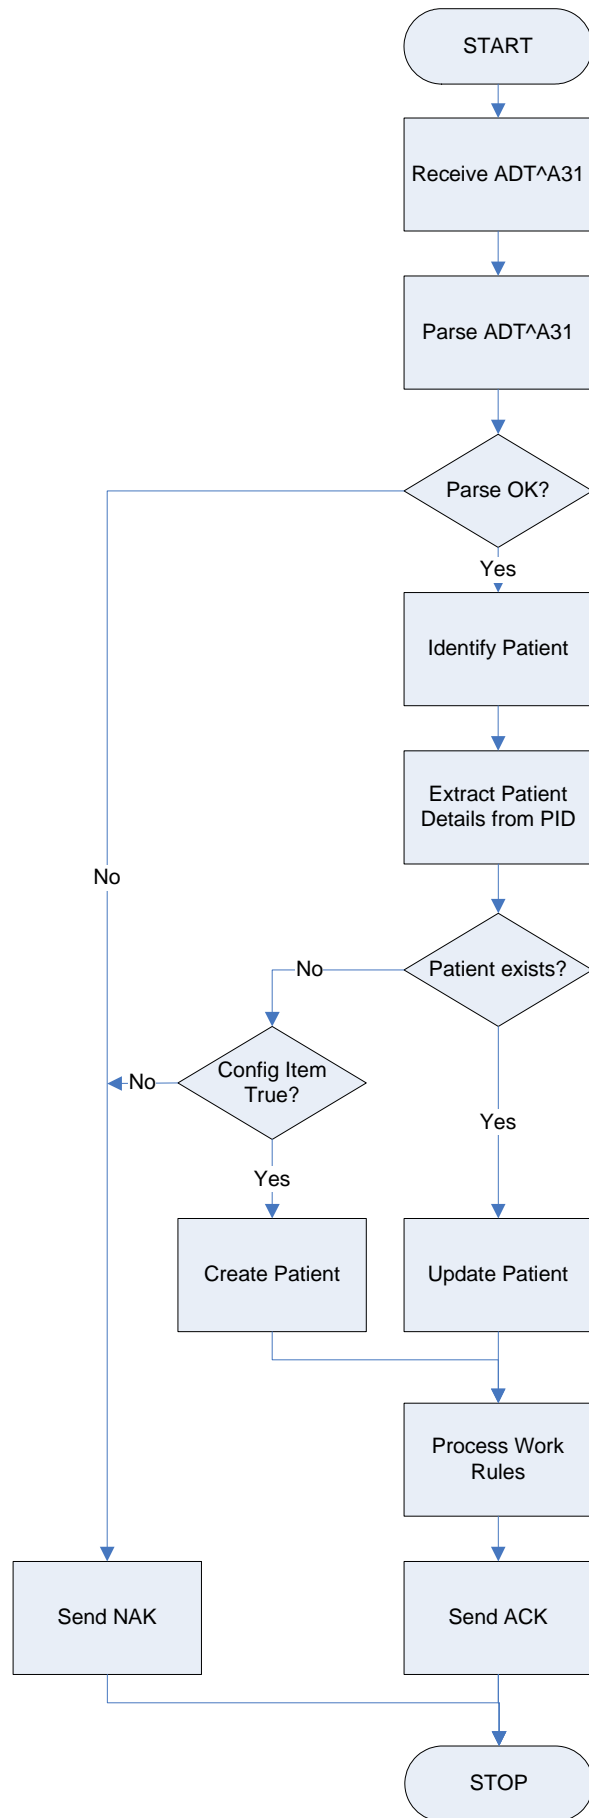 START
Receive ADT^A31
Parse ADT^A31
Parse OK?
Yes
Identify Patient
Extract Patient
Details from PID
No
Patient exists?
No
Config Item
True?
No
Yes
Yes
Create Patient
Update Patient
Process Work
Rules
Send NAK
Send ACK
STOP